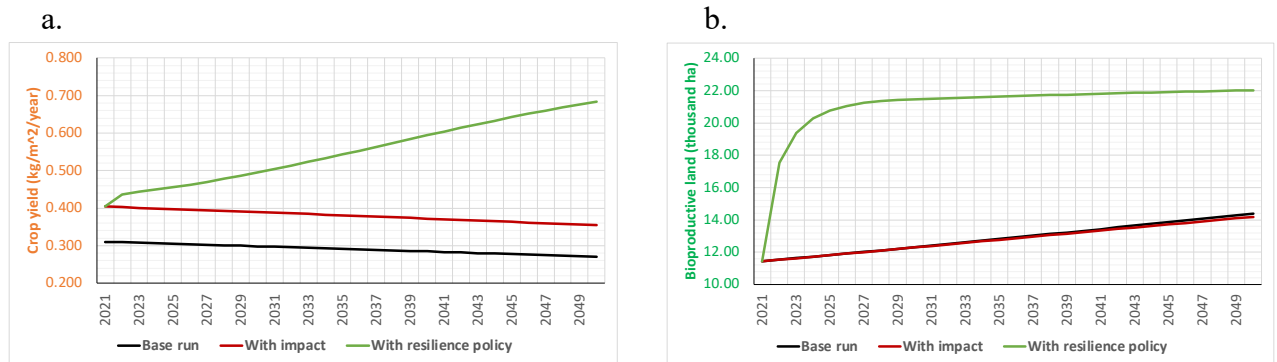 a.
Crop yield (kg/m^2/year)
0.800
0.700
0.600
0.500
0.400
0.300
0.200
2021 2023 2025 2027 2029 2031 2033 2035 2037 2039 2041 2043 2045 2047 2049
Base run With impact With resilience policy
b.
Bioproductive land (thousand ha)
24.00
22.00
20.00
18.00
16.00
14.00
12.00
10.00
2021 2023 2025 2027 2029 2031 2033 2035 2037 2039 2041 2043 2045 2047 2049
Base run With impact With resilience policy